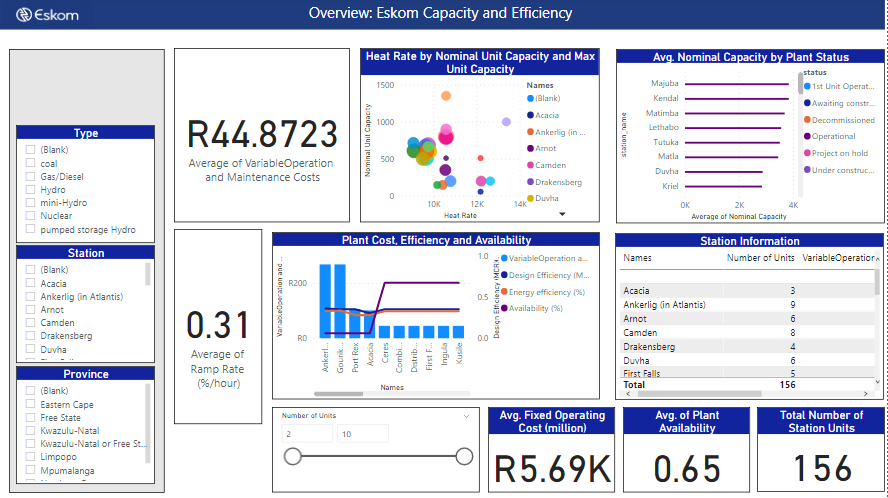 Eskom
Overview: Eskom Capacity and Efficiency
Type
(Blank)
coal
Gas/Diesel
Hydro
mini-Hydro
Nuclear
pumped storage Hydro
Station
(Blank)
Acacia
Ankerlig (in Atlantis)
Arnot
Camden
Drakensberg
Duvha
Province
(Blank)
Eastern Cape
Free State
Kwazulu-Natal
Kwazulu-Natal or Free St...
Limpopo
Mpumalanga
R44.8723
Average of VariableOperation
and Maintenance Costs
0.31
Average of
Ramp Rate
(%/hour)
Heat Rate by Nominal Unit Capacity and Max
Unit Capacity
Nominal Unit Capacity
1500
1000
500
0
10K
12K
14K
Heat Rate
Names
(Blank)
Acacia
Ankerlig (in ...
Arnot
Camden
Drakensberg
Duvha
Avg. Nominal Capacity by Plant Status
station_name
Majuba
Kendal
Matimba
Lethabo
Tutuka
Matla
Duvha
Kriel
0K
2K
4K
Average of Nominal Capacity
status
1st Unit Operat...
Awaiting constr...
Decommissioned
Operational
Project on hold
Under construc...
Plant Cost, Efficiency and Availability
VariableOperation and ...
R200
R0
Ankerl...
Gourik...
Port Rex
Acacia
Ceres
Combi...
Distrib...
First F...
Ingula
Kusile
Names
1.0
0.5
0.0
Design Efficiency (MCR)...
VariableOperation a...
Design Efficiency (M...
Energy efficiency (%)
Availability (%)
Station Information
Names Number of Units VariableOperation
Acacia 3
Ankerlig (in Atlantis) 9
Arnot 6
Camden 8
Drakensberg 4
Duvha 6
First Falls 5
Total 156
Number of Units
2 10
Avg. Fixed Operating
Cost (million)
R5.69K
Avg. of Plant
Availability
0.65
Total Number of
Station Units
156